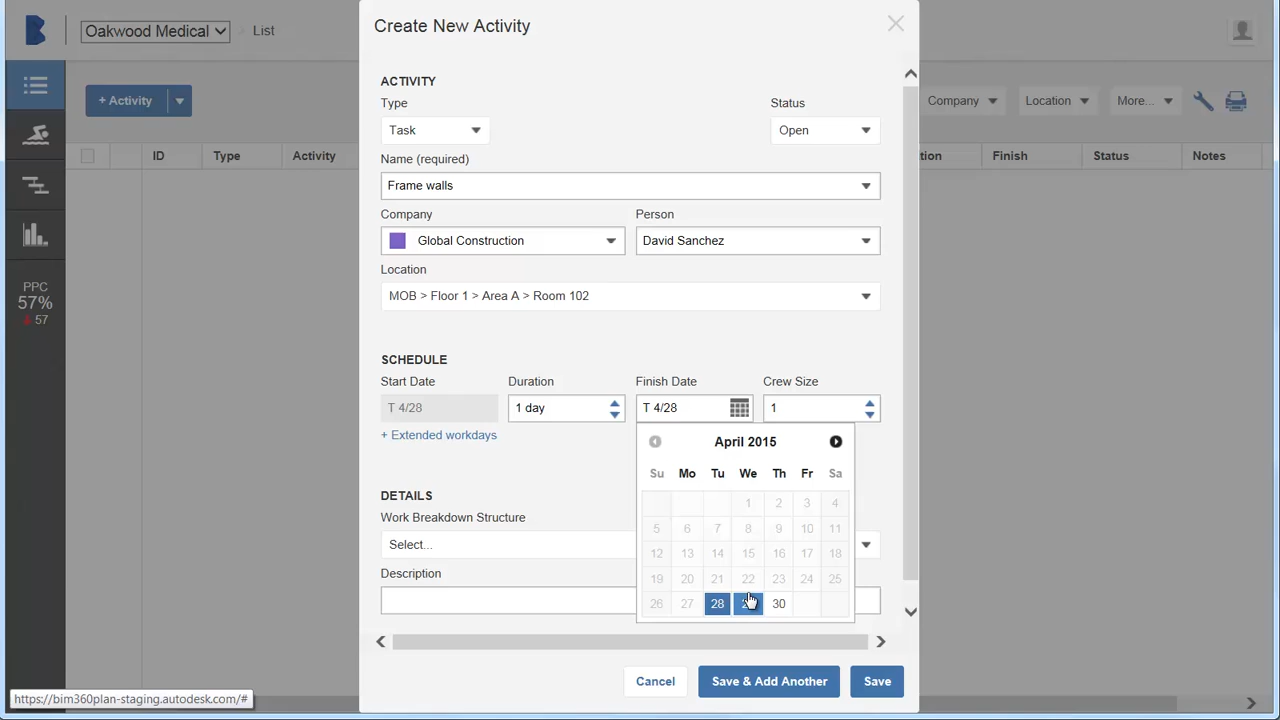 Oakwood Medical
List
+ Activity
Company
Location
More...
ID
Type
Activity
Finish
Status
Notes
PPC
57%
57
Create New Activity
ACTIVITY
Type
Status
Task
Open
Name (required)
Frame walls
Company
Person
Global Construction
David Sanchez
Location
MOB > Floor 1 > Area A > Room 102
SCHEDULE
Start Date
Duration
Finish Date
Crew Size
T 4/28
1 day
T 4/28
1
+ Extended workdays
April 2015
Su Mo Tu We Th Fr Sa
1 2 3 4
5 6 7 8 9 10 11
12 13 14 15 16 17 18
19 20 21 22 23 24 25
26 27 28 30
DETAILS
Work Breakdown Structure
Select...
Description
Cancel
Save & Add Another
Save
https://bim360plan-staging.autodesk.com/#